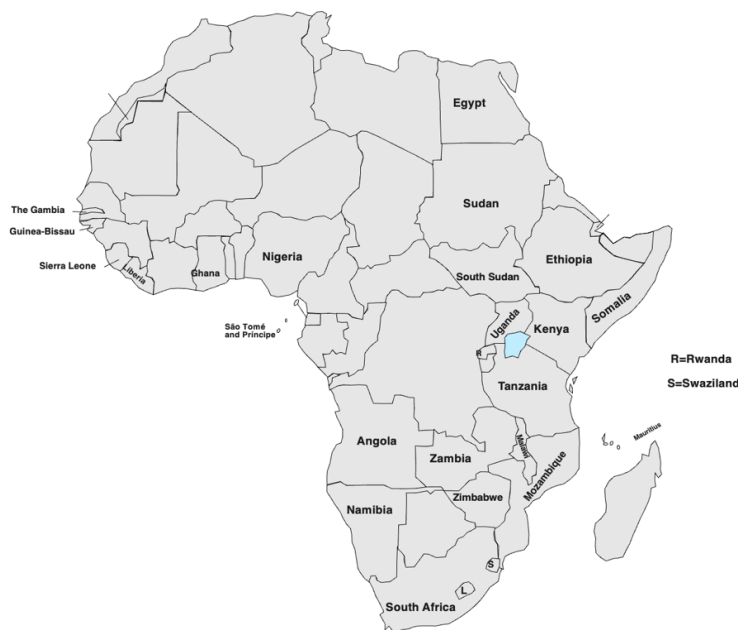 Egypt
Sudan
The Gambia
Guinea-Bissau
Nigeria
Ethiopia
Sierra Leone
Liberia
Ghana
South Sudan
Somalia
São Tomé
and Príncipe
Uganda
Kenya
R
R=Rwanda
Tanzania
S=Swaziland
Angola
Malawi
Mauritius
Zambia
Mozambique
Zimbabwe
Namibia
S
L
South Africa